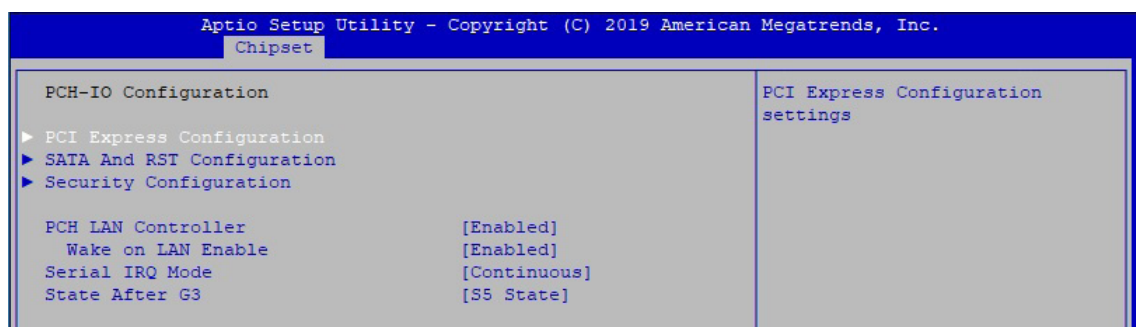 Aptio Setup Utility - Copyright (C) 2019 American Megatrends, Inc.
Chipset
PCH-IO Configuration
► PCI Express Configuration
► SATA And RST Configuration
► Security Configuration
PCH LAN Controller [Enabled]
Wake on LAN Enable [Enabled]
Serial IRQ Mode [Continuous]
State After G3 [S5 State]
PCI Express Configuration
settings